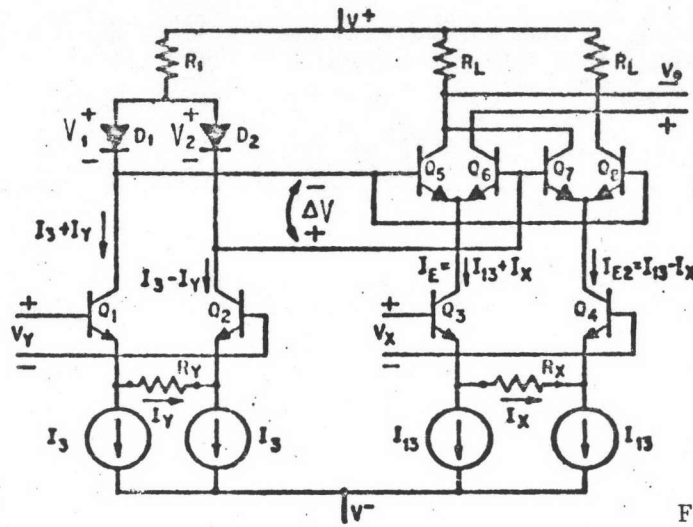 V+
R1
RL
RL
Vo
+
V1
+
D1
V2
+
D2
−
−
Q5
Q6
Q7
Q8
−
ΔV
+
I3+IY
I3−IY
IE=
I13+IX
IE2=I13−IX
+
Q1
Q2
+
Q3
Q4
VY
VX
−
−
RY
RX
IY
IX
I3
I3
I13
I13
V−
F